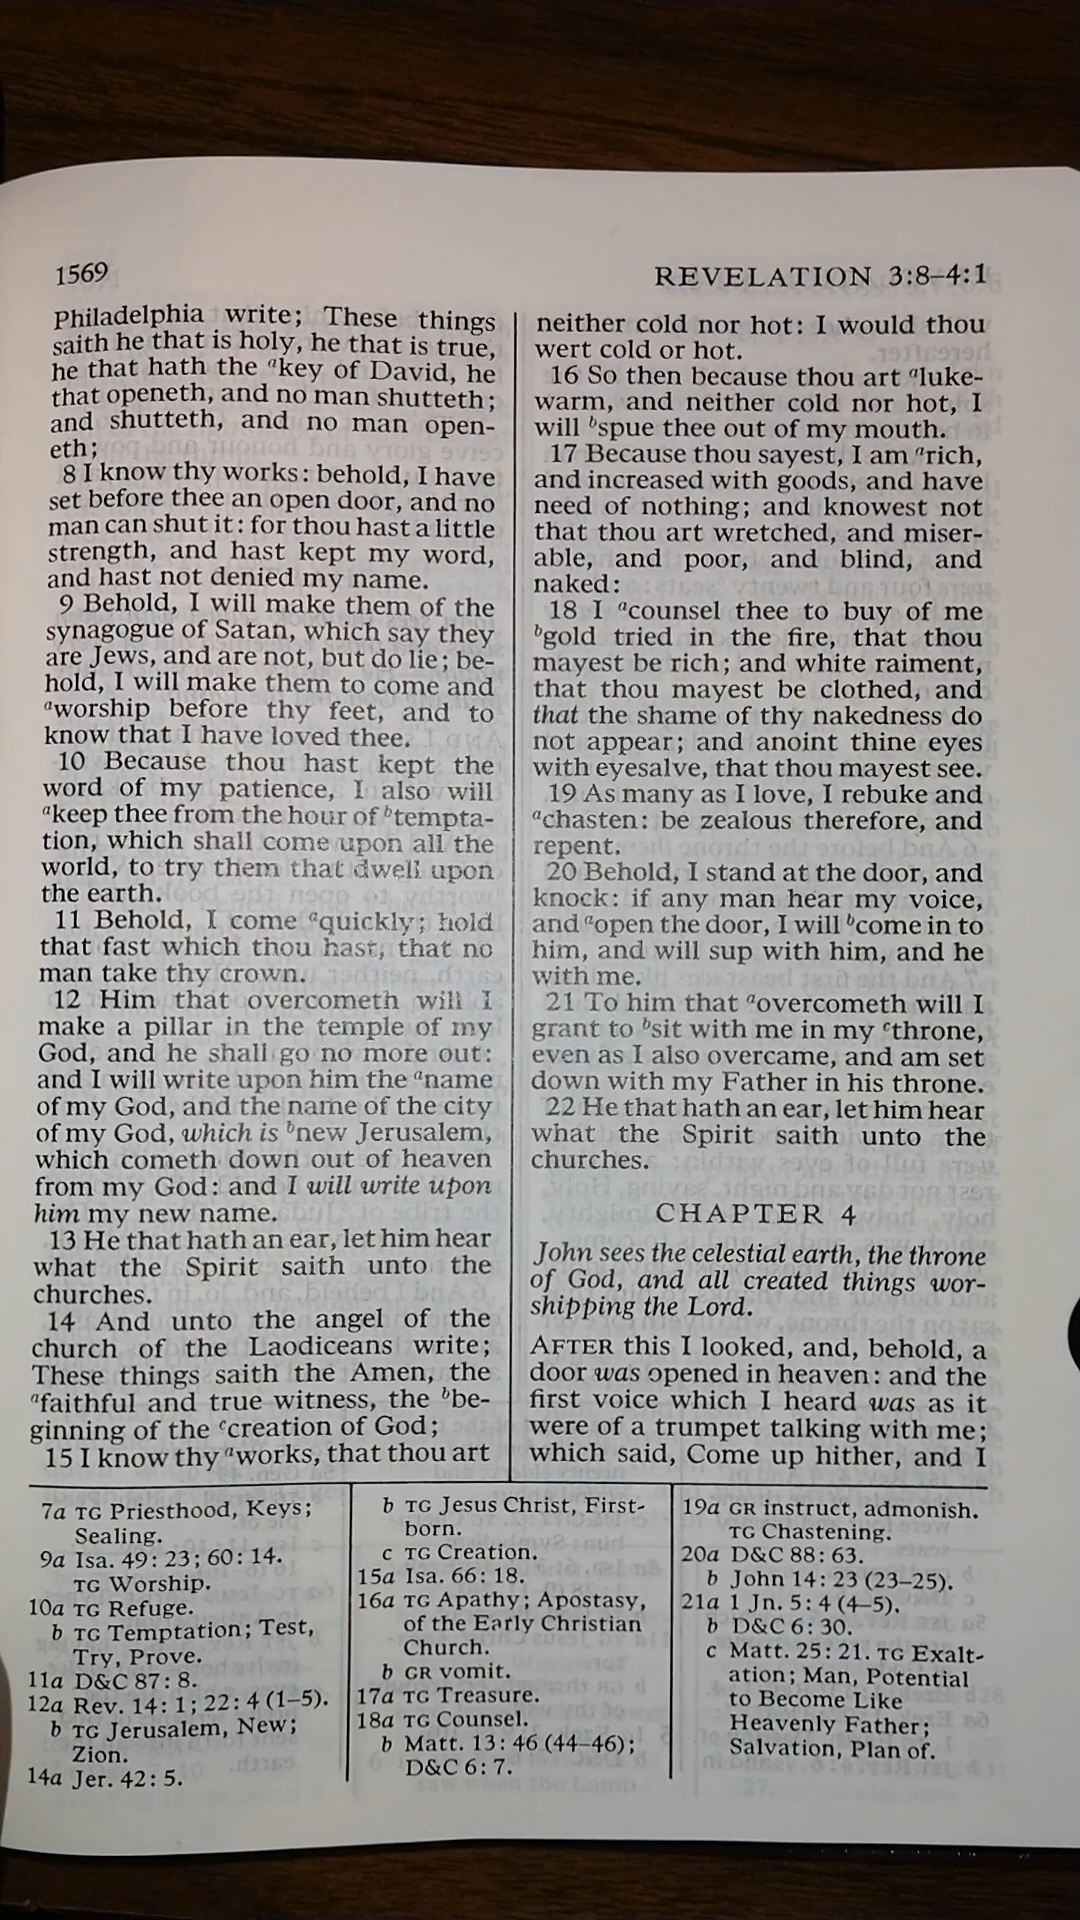 1569
REVELATION 3:8–4:1
Philadelphia write; These things
saith he that is holy, he that is true,
he that hath the ᵃkey of David, he
that openeth, and no man shutteth;
and shutteth, and no man open-
eth;
8 I know thy works: behold, I have
set before thee an open door, and no
man can shut it: for thou hast a little
strength, and hast kept my word,
and hast not denied my name.
9 Behold, I will make them of the
synagogue of Satan, which say they
are Jews, and are not, but do lie; be-
hold, I will make them to come and
ᵃworship before thy feet, and to
know that I have loved thee.
10 Because thou hast kept the
word of my patience, I also will
ᵃkeep thee from the hour of ᵇtempta-
tion, which shall come upon all the
world, to try them that dwell upon
the earth.
11 Behold, I come ᵃquickly; hold
that fast which thou hast, that no
man take thy crown.
12 Him that overcometh will I
make a pillar in the temple of my
God, and he shall go no more out:
and I will write upon him the ᵃname
of my God, and the name of the city
of my God, which is ᵇnew Jerusalem,
which cometh down out of heaven
from my God: and I will write upon
him my new name.
13 He that hath an ear, let him hear
what the Spirit saith unto the
churches.
14 And unto the angel of the
church of the Laodiceans write;
These things saith the Amen, the
ᵃfaithful and true witness, the ᵇbe-
ginning of the ᶜcreation of God;
15 I know thy ᵃworks, that thou art
neither cold nor hot: I would thou
wert cold or hot.
16 So then because thou art ᵃluke-
warm, and neither cold nor hot, I
will ᵇspue thee out of my mouth.
17 Because thou sayest, I am ᵃrich,
and increased with goods, and have
need of nothing; and knowest not
that thou art wretched, and miser-
able, and poor, and blind, and
naked:
18 I ᵃcounsel thee to buy of me
ᵇgold tried in the fire, that thou
mayest be rich; and white raiment,
that thou mayest be clothed, and
that the shame of thy nakedness do
not appear; and anoint thine eyes
with eyesalve, that thou mayest see.
19 As many as I love, I rebuke and
ᵃchasten: be zealous therefore, and
repent.
20 Behold, I stand at the door, and
knock: if any man hear my voice,
and ᵃopen the door, I will ᵇcome in to
him, and will sup with him, and he
with me.
21 To him that ᵃovercometh will I
grant to ᵇsit with me in my ᶜthrone,
even as I also overcame, and am set
down with my Father in his throne.
22 He that hath an ear, let him hear
what the Spirit saith unto the
churches.
CHAPTER 4
John sees the celestial earth, the throne
of God, and all created things wor-
shipping the Lord.
AFTER this I looked, and, behold, a
door was opened in heaven: and the
first voice which I heard was as it
were of a trumpet talking with me;
which said, Come up hither, and I
7a TG Priesthood, Keys;
Sealing.
9a Isa. 49: 23; 60: 14.
TG Worship.
10a TG Refuge.
b TG Temptation; Test,
Try, Prove.
11a D&C 87: 8.
12a Rev. 14: 1; 22: 4 (1–5).
b TG Jerusalem, New;
Zion.
14a Jer. 42: 5.
b TG Jesus Christ, First-
born.
c TG Creation.
15a Isa. 66: 18.
16a TG Apathy; Apostasy,
of the Early Christian
Church.
b GR vomit.
17a TG Treasure.
18a TG Counsel.
b Matt. 13: 46 (44–46);
D&C 6: 7.
19a GR instruct, admonish.
TG Chastening.
20a D&C 88: 63.
b John 14: 23 (23–25).
21a 1 Jn. 5: 4 (4–5).
b D&C 6: 30.
c Matt. 25: 21. TG Exalt-
ation; Man, Potential
to Become Like
Heavenly Father;
Salvation, Plan of.